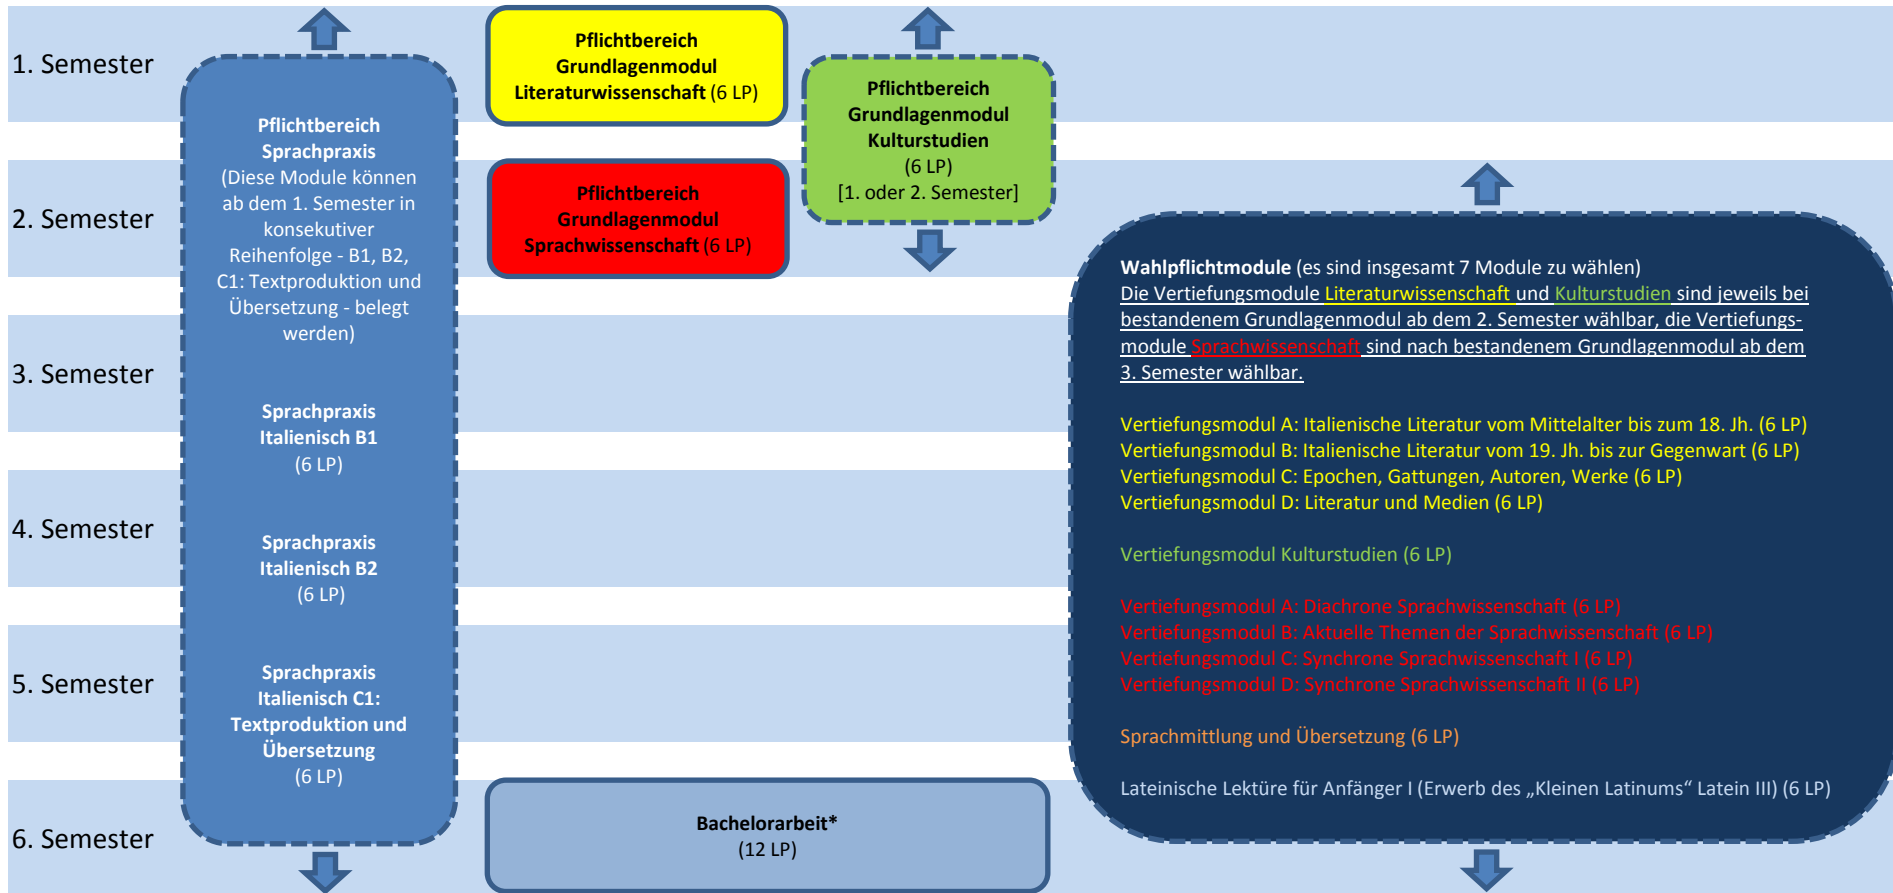 1. Semester
2. Semester
3. Semester
4. Semester
5. Semester
6. Semester
Pflichtbereich
Sprachpraxis
(Diese Module können
ab dem 1. Semester in
konsekutiver
Reihenfolge - B1, B2,
C1: Textproduktion und
Übersetzung - belegt
werden)
Sprachpraxis
Italienisch B1
(6 LP)
Sprachpraxis
Italienisch B2
(6 LP)
Sprachpraxis
Italienisch C1:
Textproduktion und
Übersetzung
(6 LP)
Pflichtbereich
Grundlagenmodul
Literaturwissenschaft (6 LP)
Pflichtbereich
Grundlagenmodul
Sprachwissenschaft (6 LP)
Pflichtbereich
Grundlagenmodul
Kulturstudien
(6 LP)
[1. oder 2. Semester]
Wahlpflichtmodule (es sind insgesamt 7 Module zu wählen)
Die Vertiefungsmodule Literaturwissenschaft und Kulturstudien sind jeweils bei
bestandenem Grundlagenmodul ab dem 2. Semester wählbar, die Vertiefungs-
module Sprachwissenschaft sind nach bestandenem Grundlagenmodul ab dem
3. Semester wählbar.
Vertiefungsmodul A: Italienische Literatur vom Mittelalter bis zum 18. Jh. (6 LP)
Vertiefungsmodul B: Italienische Literatur vom 19. Jh. bis zur Gegenwart (6 LP)
Vertiefungsmodul C: Epochen, Gattungen, Autoren, Werke (6 LP)
Vertiefungsmodul D: Literatur und Medien (6 LP)
Vertiefungsmodul Kulturstudien (6 LP)
Vertiefungsmodul A: Diachrone Sprachwissenschaft (6 LP)
Vertiefungsmodul B: Aktuelle Themen der Sprachwissenschaft (6 LP)
Vertiefungsmodul C: Synchrone Sprachwissenschaft I (6 LP)
Vertiefungsmodul D: Synchrone Sprachwissenschaft II (6 LP)
Sprachmittlung und Übersetzung (6 LP)
Lateinische Lektüre für Anfänger I (Erwerb des „Kleinen Latinums“ Latein III) (6 LP)
Bachelorarbeit*
(12 LP)